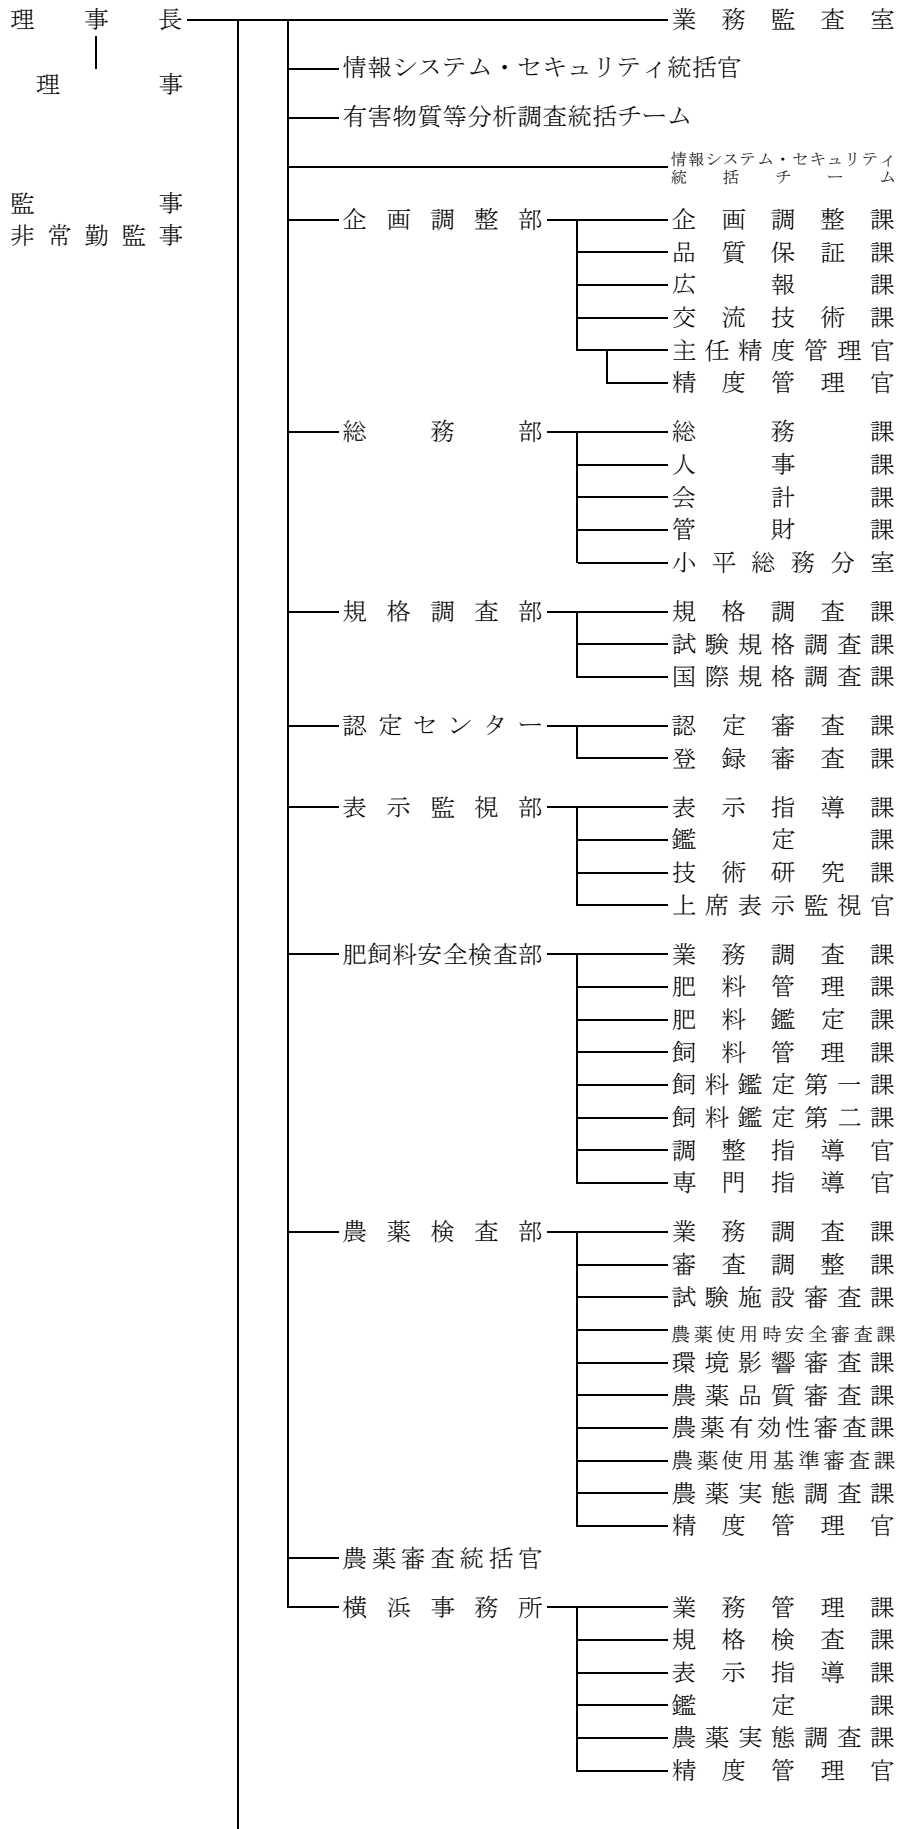 理事長
業務監査室
理事
情報システム・セキュリティ統括官
有害物質等分析調査統括チーム
情報システム・セキュリティ
統括チーム
監事
非常勤監事
企画調整部
企画調整課
品質保証課
広報課
交流技術課
主任精度管理官
精度管理官
総務部
総務課
人事課
会計課
管財課
小平総務分室
規格調査部
規格調査課
試験規格調査課
国際規格調査課
認定センター
認定審査課
登録審査課
表示監視部
表示指導課
鑑定課
技術研究課
上席表示監視官
肥飼料安全検査部
業務調査課
肥料管理課
肥料鑑定課
飼料管理課
飼料鑑定第一課
飼料鑑定第二課
調整指導官
専門指導官
農薬検査部
業務調査課
審査調整課
試験施設審査課
農薬使用時安全審査課
環境影響審査課
農薬品質審査課
農薬有効性審査課
農薬使用基準審査課
農薬実態調査課
精度管理官
農薬審査統括官
横浜事務所
業務管理課
規格検査課
表示指導課
鑑定課
農薬実態調査課
精度管理官